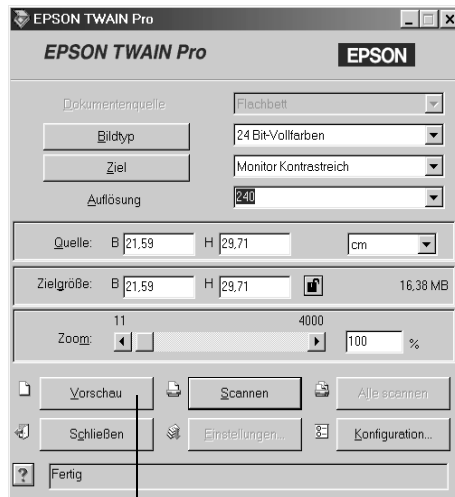 EPSON TWAIN Pro
EPSON TWAIN Pro EPSON
Dokumentenquelle Flachbett
Bildtyp 24 Bit-Vollfarben
Ziel Monitor Kontrastreich
Auflösung 240
Quelle: B 21,59 H 29,71 cm
Zielgröße: B 21,59 H 29,71 16,38 MB
11 4000
Zoom: 100 %
Vorschau Scannen Alle scannen
Schließen Einstellungen... Konfiguration...
? Fertig